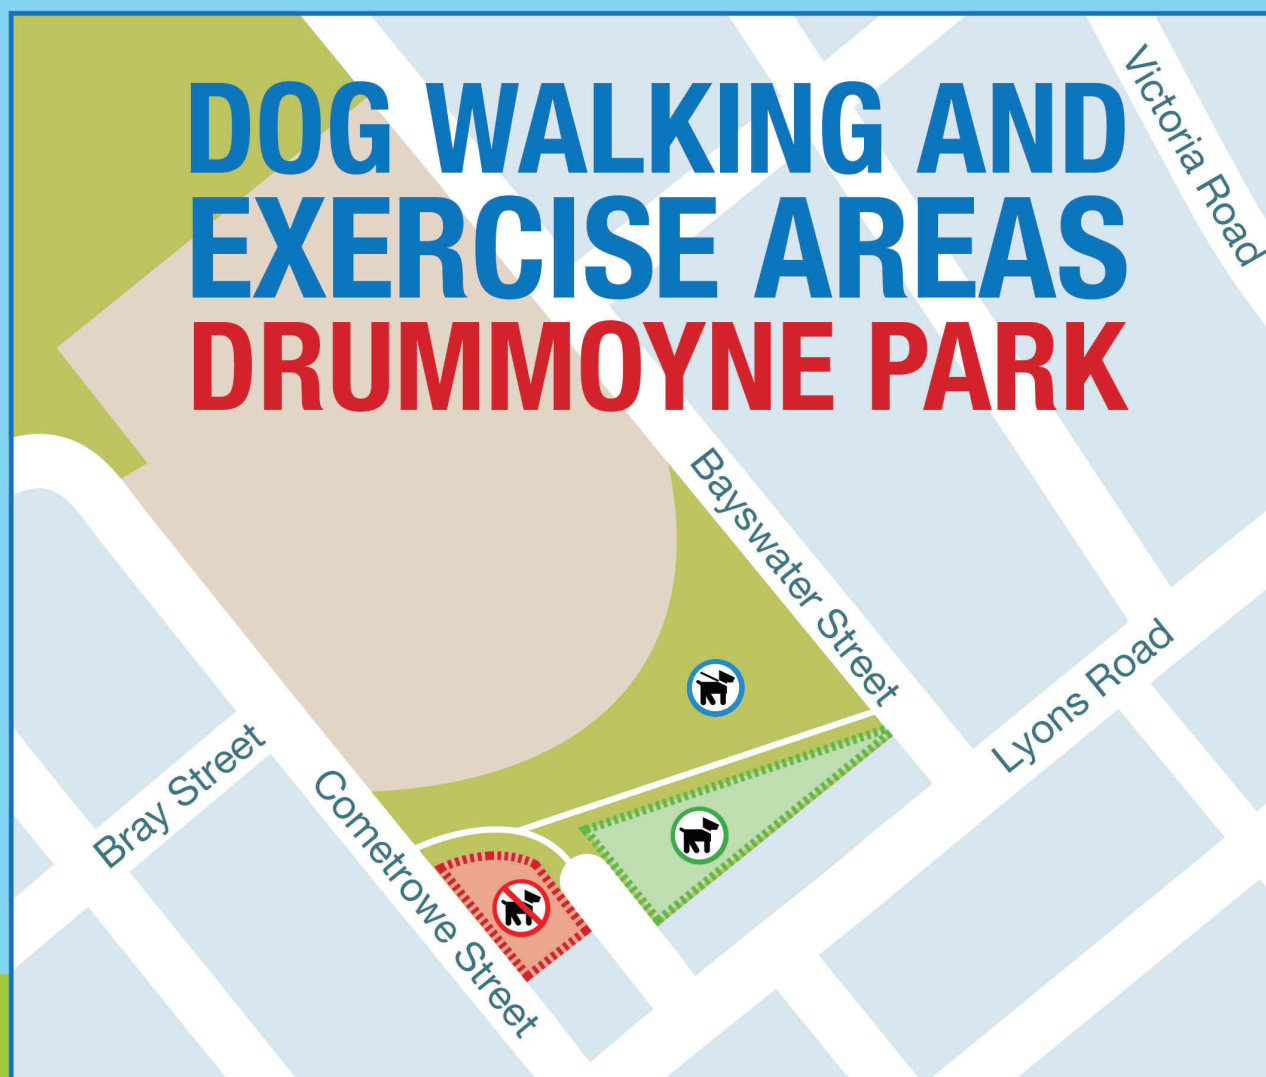 DOG WALKING AND
EXERCISE AREAS
DRUMMOYNE PARK
Victoria Road
Bayswater Street
Lyons Road
Bray Street
Cometrowe Street